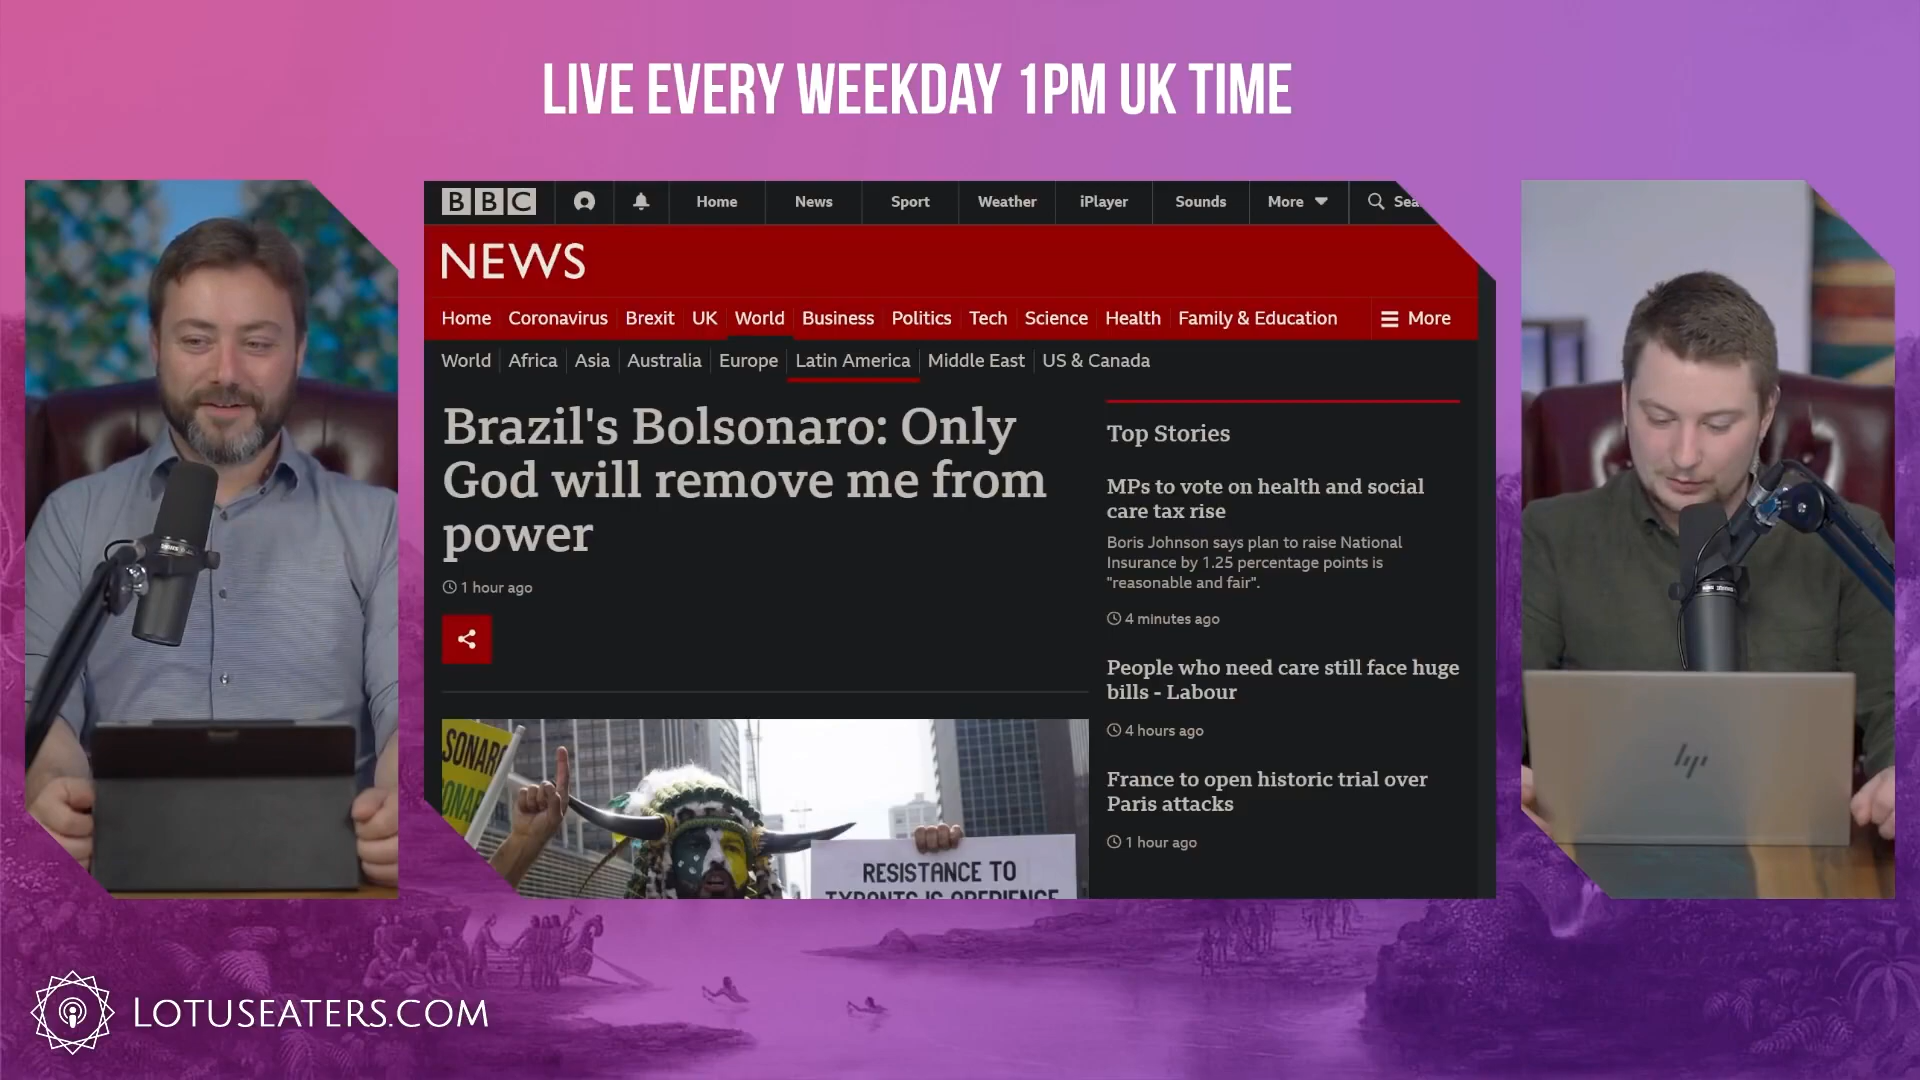 LIVE EVERY WEEKDAY 1PM UK TIME
BBC
Home
News
Sport
Weather
iPlayer
Sounds
More
NEWS
Home
Coronavirus
Brexit
UK
World
Business
Politics
Tech
Science
Health
Family & Education
More
World
Africa
Asia
Australia
Europe
Latin America
Middle East
US & Canada
Brazil's Bolsonaro: Only
God will remove me from
power
1 hour ago
Top Stories
MPs to vote on health and social
care tax rise
Boris Johnson says plan to raise National
Insurance by 1.25 percentage points is
"reasonable and fair".
4 minutes ago
People who need care still face huge
bills - Labour
4 hours ago
France to open historic trial over
Paris attacks
1 hour ago
RESISTANCE TO
TYRANTS IS OBEDIENCE
hp
LOTUSEATERS.COM